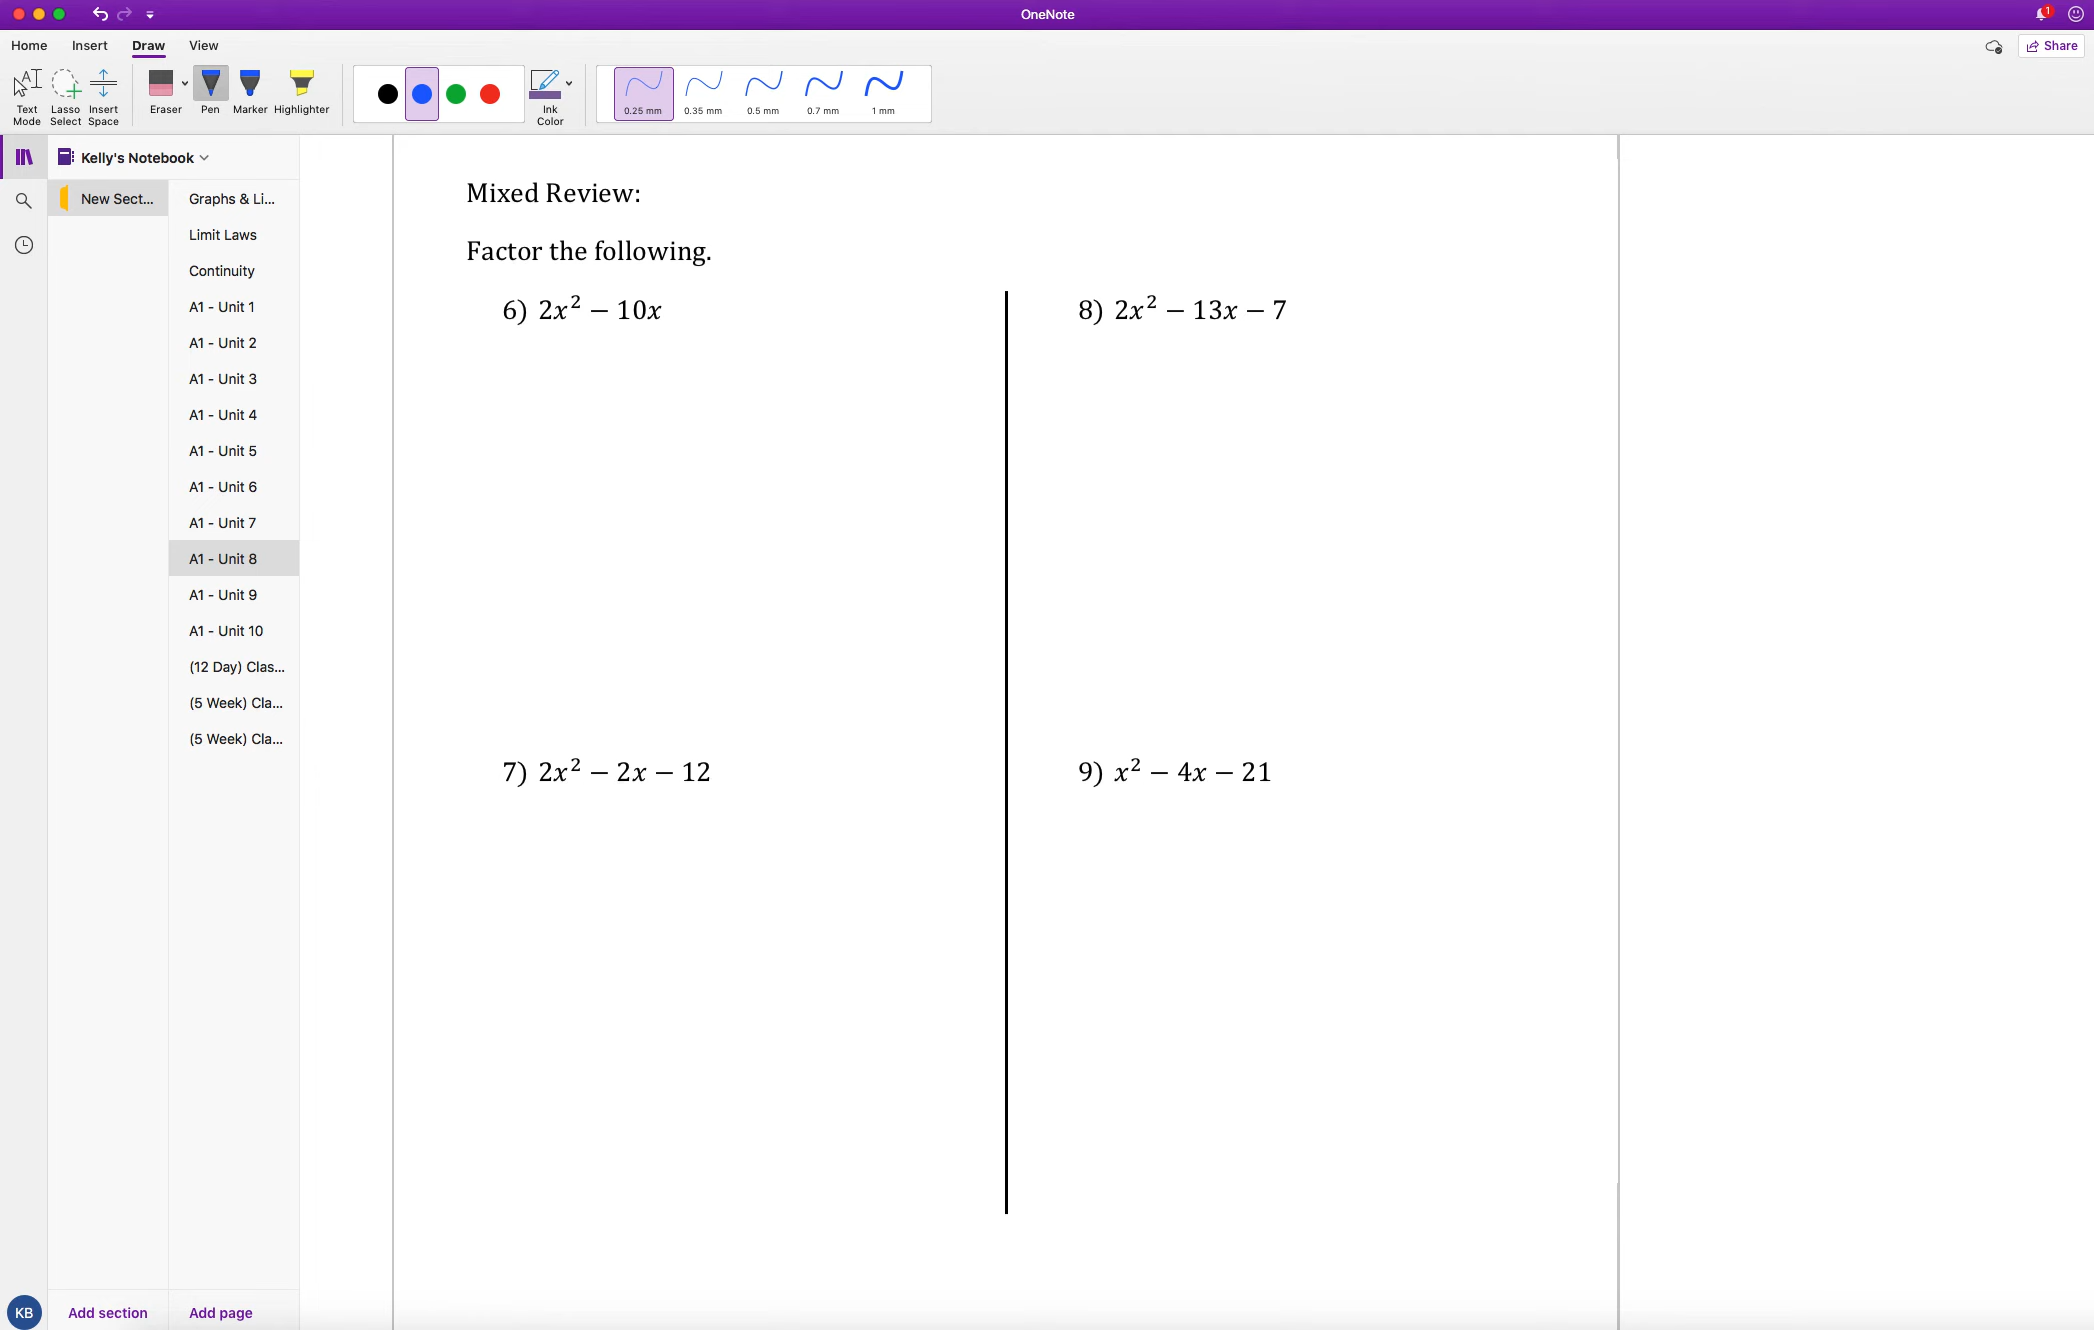 OneNote
1
Home Insert Draw View
Share
Text Mode
Lasso Select
Insert Space
Eraser
Pen
Marker
Highlighter
Ink Color
0.25 mm
0.35 mm
0.5 mm
0.7 mm
1 mm
Kelly's Notebook
New Sect...
Graphs & Li...
Limit Laws
Continuity
A1 - Unit 1
A1 - Unit 2
A1 - Unit 3
A1 - Unit 4
A1 - Unit 5
A1 - Unit 6
A1 - Unit 7
A1 - Unit 8
A1 - Unit 9
A1 - Unit 10
(12 Day) Clas...
(5 Week) Cla...
(5 Week) Cla...
KB
Add section
Add page
Mixed Review:
Factor the following.
6) 2x² − 10x
7) 2x² − 2x − 12
8) 2x² − 13x − 7
9) x² − 4x − 21